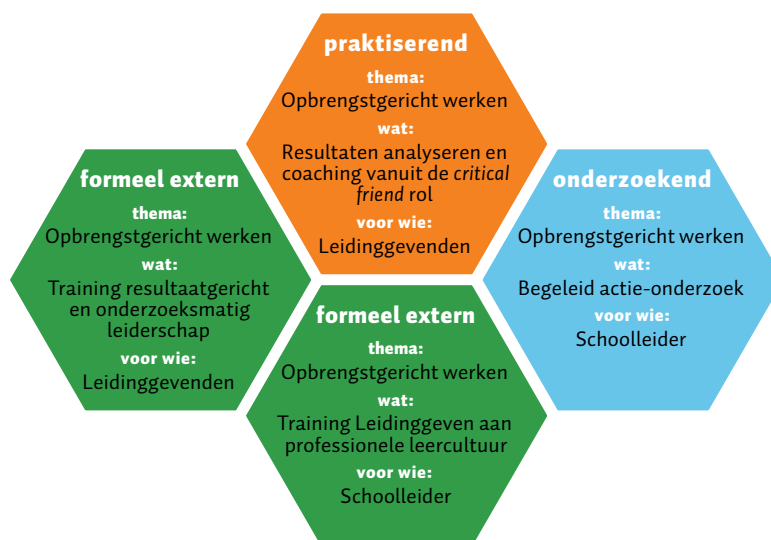 praktiserend
thema:
Opbrengstgericht werken
wat:
Resultaten analyseren en
coaching vanuit de critical
friend rol
voor wie:
Leidinggevenden
formeel extern
thema:
Opbrengstgericht werken
wat:
Training resultaatgericht
en onderzoeksmatig
leiderschap
voor wie:
Leidinggevenden
onderzoekend
thema:
Opbrengstgericht werken
wat:
Begeleid actie-onderzoek
voor wie:
Schoolleider
formeel extern
thema:
Opbrengstgericht werken
wat:
Training Leidinggeven aan
professionele leercultuur
voor wie:
Schoolleider